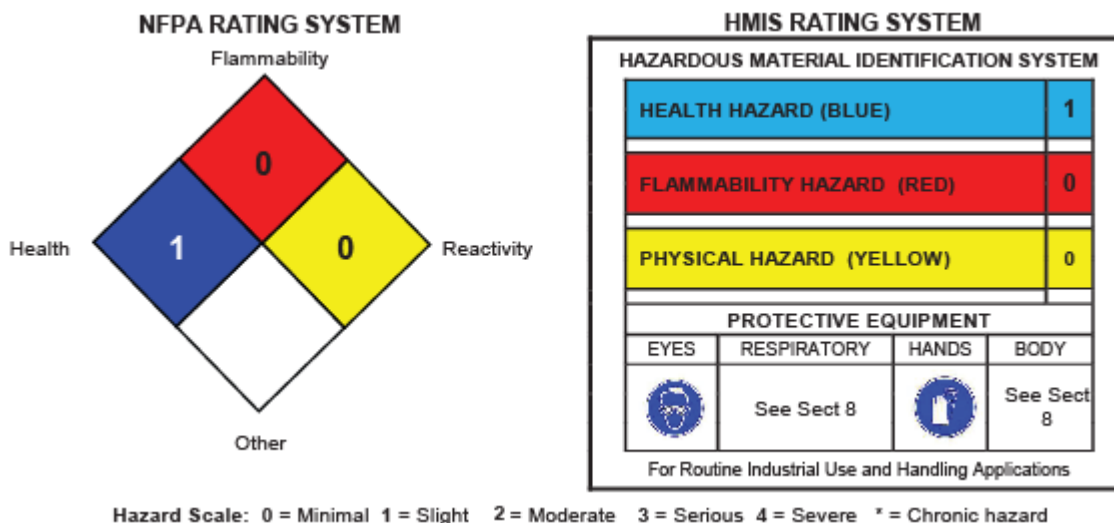 NFPA RATING SYSTEM
Flammability
0
Health
1
0
Reactivity
Other
HMIS RATING SYSTEM
HAZARDOUS MATERIAL IDENTIFICATION SYSTEM
HEALTH HAZARD (BLUE) 1
FLAMMABILITY HAZARD (RED) 0
PHYSICAL HAZARD (YELLOW) 0
PROTECTIVE EQUIPMENT
EYES RESPIRATORY HANDS BODY
See Sect 8 See Sect
8
For Routine Industrial Use and Handling Applications
Hazard Scale: 0 = Minimal 1 = Slight 2 = Moderate 3 = Serious 4 = Severe * = Chronic hazard